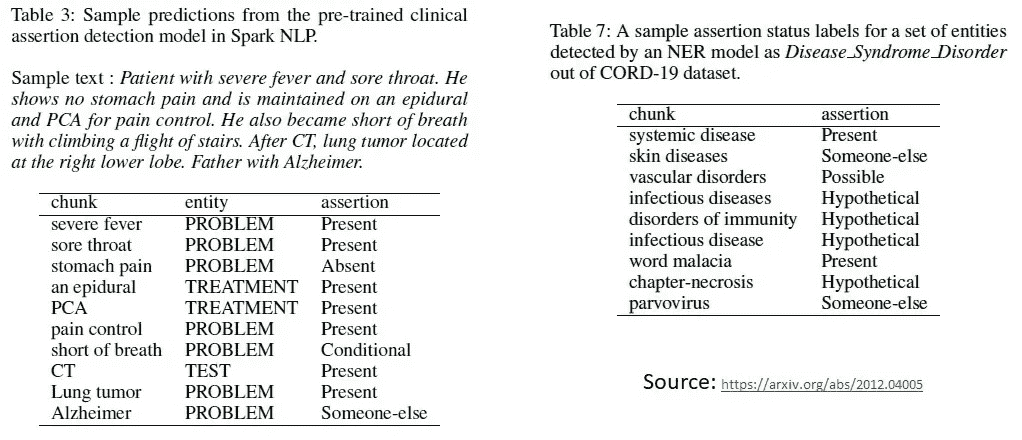 Table 3: Sample predictions from the pre-trained clinical
assertion detection model in Spark NLP.
Sample text : Patient with severe fever and sore throat. He
shows no stomach pain and is maintained on an epidural
and PCA for pain control. He also became short of breath
with climbing a flight of stairs. After CT, lung tumor located
at the right lower lobe. Father with Alzheimer.
chunk entity assertion
severe fever PROBLEM Present
sore throat PROBLEM Present
stomach pain PROBLEM Absent
an epidural TREATMENT Present
PCA TREATMENT Present
pain control PROBLEM Present
short of breath PROBLEM Conditional
CT TEST Present
Lung tumor PROBLEM Present
Alzheimer PROBLEM Someone-else
Table 7: A sample assertion status labels for a set of entities
detected by an NER model as Disease_Syndrome_Disorder
out of CORD-19 dataset.
chunk assertion
systemic disease Present
skin diseases Someone-else
vascular disorders Possible
infectious diseases Hypothetical
disorders of immunity Hypothetical
infectious disease Hypothetical
word malacia Present
chapter-necrosis Hypothetical
parvovirus Someone-else
Source: https://arxiv.org/abs/2012.04005